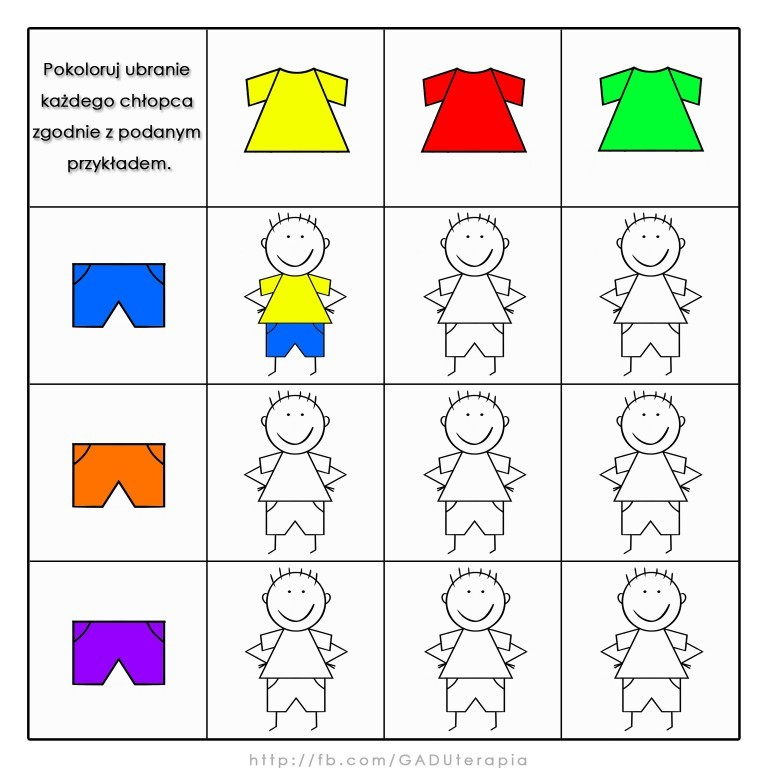 Pokoloruj ubranie
każdego chłopca
zgodnie z podanym
przykładem.
http://fb.com/GADUterapia